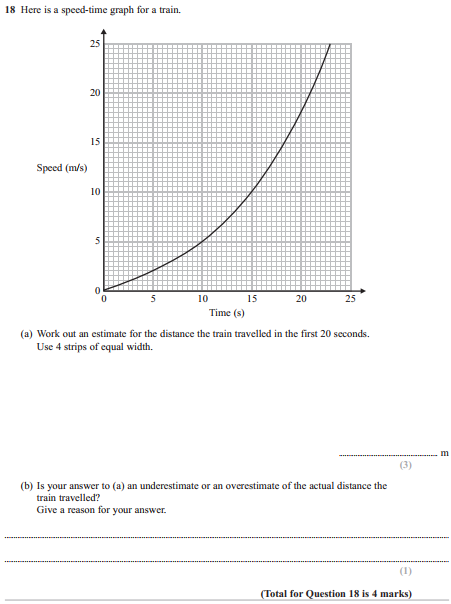 18 Here is a speed-time graph for a train.
25
20
15
Speed (m/s)
10
5
0
0 5 10 15 20 25
Time (s)
(a) Work out an estimate for the distance the train travelled in the first 20 seconds.
Use 4 strips of equal width.
m
(3)
(b) Is your answer to (a) an underestimate or an overestimate of the actual distance the
train travelled?
Give a reason for your answer.
(1)
(Total for Question 18 is 4 marks)